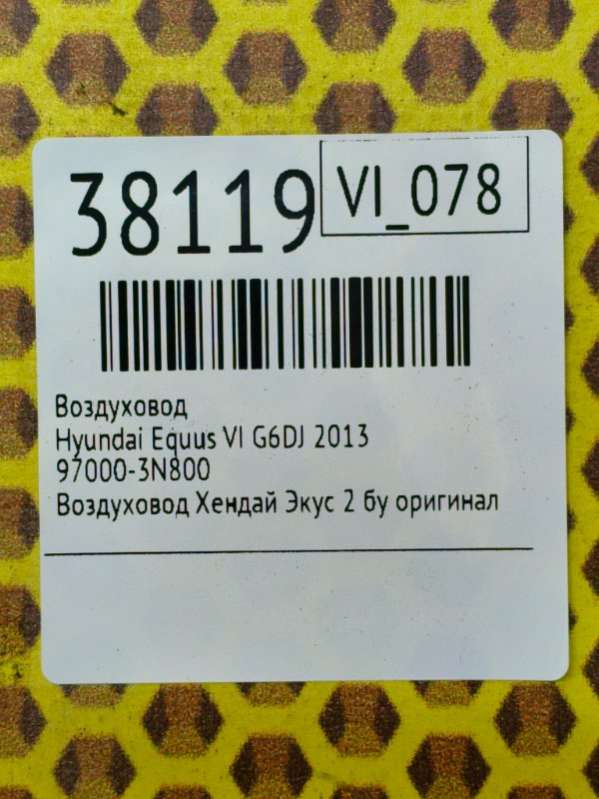 38119
VI_078
Воздуховод
Hyundai Equus VI G6DJ 2013
97000-3N800
Воздуховод Хендай Экус 2 бу оригинал